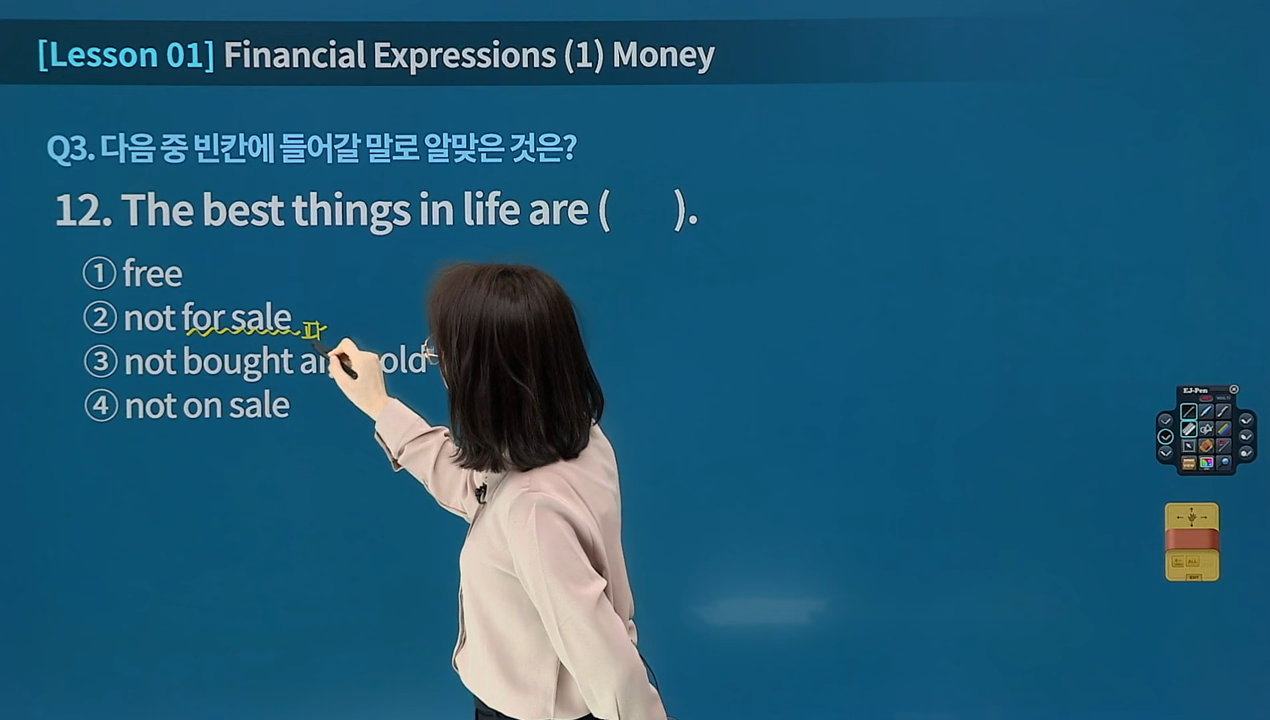 [Lesson 01] Financial Expressions (1) Money
Q3. 다음 중 빈칸에 들어갈 말로 알맞은 것은?
12. The best things in life are (      ).
① free
② not for sale 파
③ not bought
④ not on sale
EJ-Pen